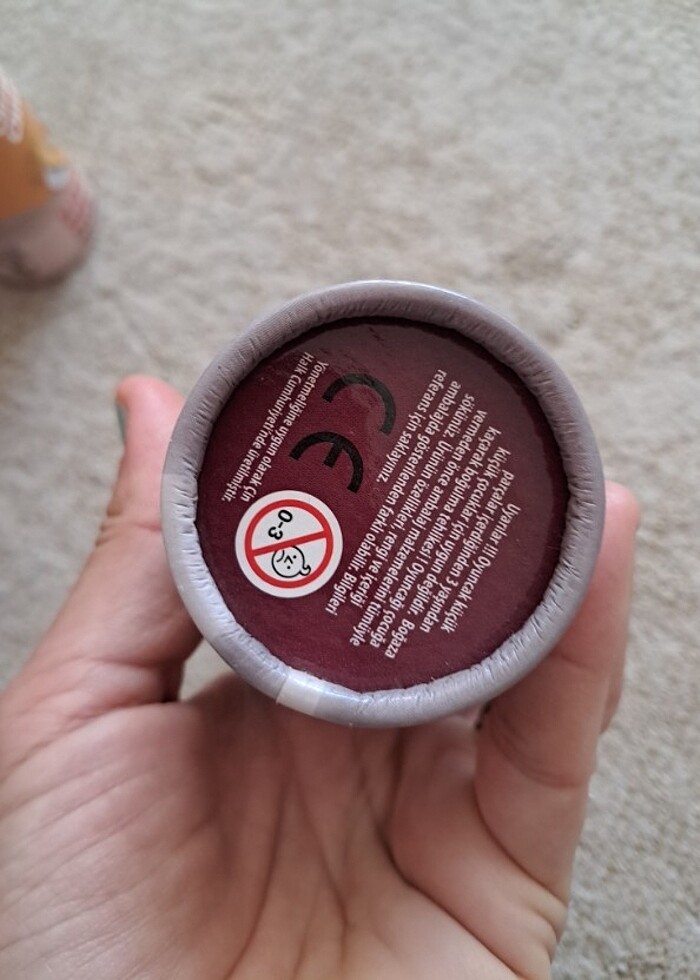 Uyarılar !!! Oyuncak küçük
parçalar içerdiğinden 3 yaşından
küçük çocuklar için uygun değildir. Boğaza
kaçarak boğulma tehlikesi ! Oyuncağı çocuğa
vermeden önce ambalaj malzemelerini tümüyle
sökünüz. Ürünün özellikleri, rengi ve içeriği
ambalajda gösterilenden farklı olabilir. Bilgileri
referans için saklayınız.
CE
0-3
Yönetmeliğine uygun olarak Çin
Halk Cumhuriyeti'nde üretilmiştir.